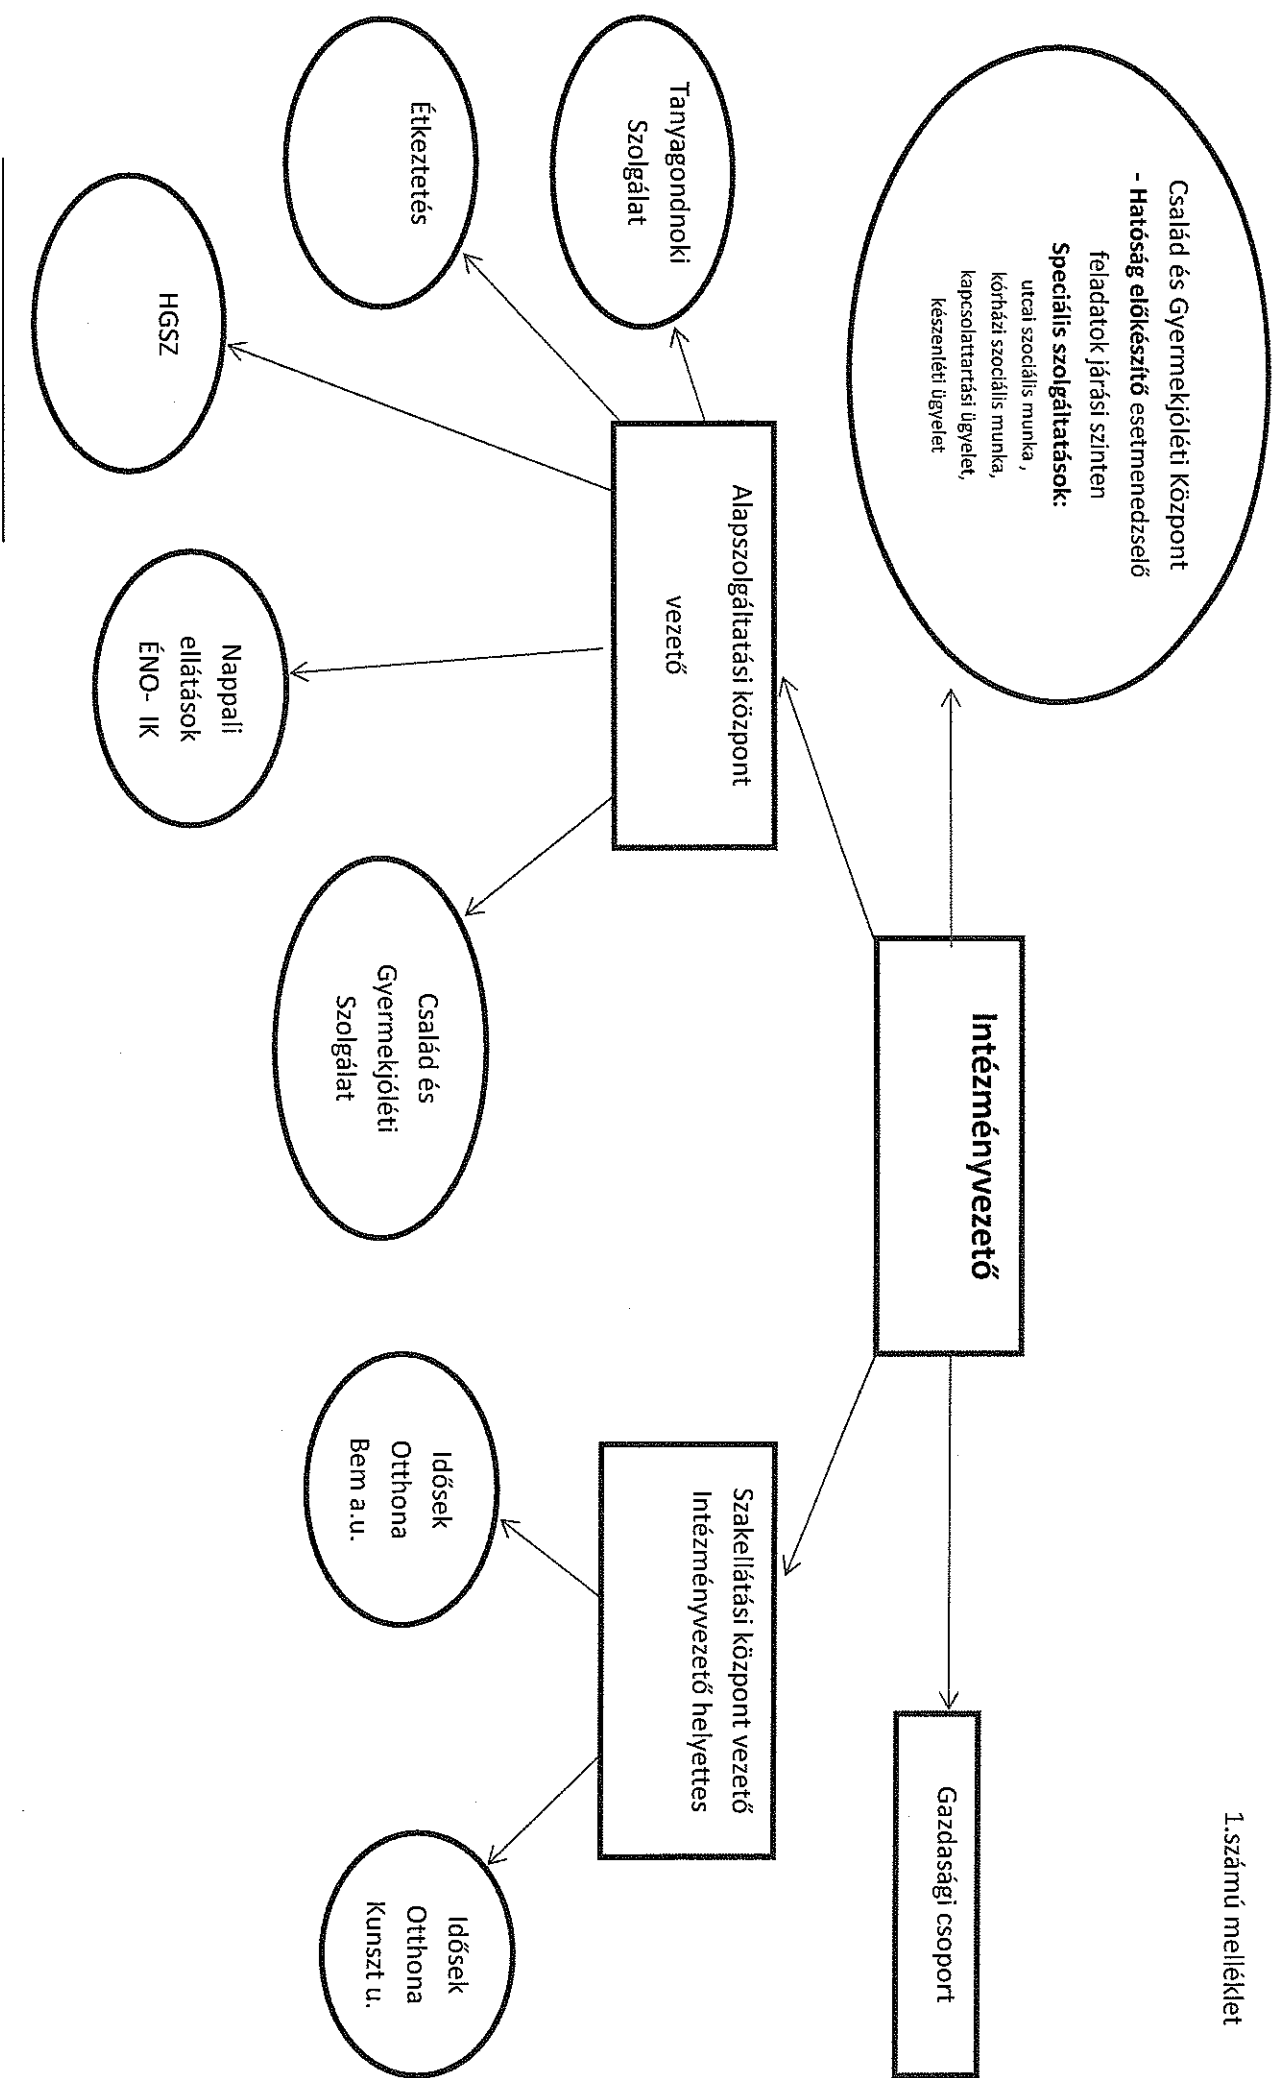 1.számú melléklet
Család és Gyermekjóléti Központ
- Hatóság előkészítő esetmenedzselő
feladatok járási szinten
Speciális szolgáltatások:
utcai szociális munka ,
kórházi szociális munka,
kapcsolattartási ügyelet,
készenléti ügyelet
Intézményvezető
Gazdasági csoport
Alapszolgáltatási központ
vezető
Szakellátási központ vezető
Intézményvezető helyettes
Tanyagondnoki
Szolgálat
Étkeztetés
HGSZ
Nappali
ellátások
ÉNO- IK
Család és
Gyermekjóléti
Szolgálat
Idősek
Otthona
Bem a.u.
Idősek
Otthona
Kunszt u.